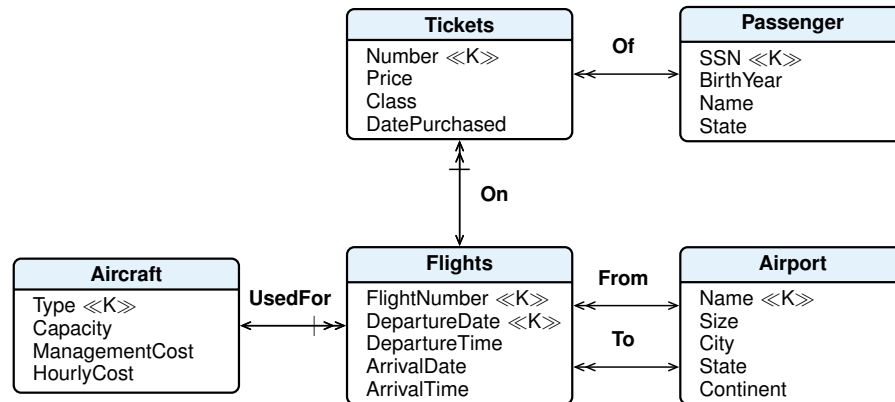 Tickets
Number ≪K≫
Price
Class
DatePurchased
Of
Passenger
SSN ≪K≫
BirthYear
Name
State
On
Aircraft
Type ≪K≫
Capacity
ManagementCost
HourlyCost
UsedFor
Flights
FlightNumber ≪K≫
DepartureDate ≪K≫
DepartureTime
ArrivalDate
ArrivalTime
From
To
Airport
Name ≪K≫
Size
City
State
Continent